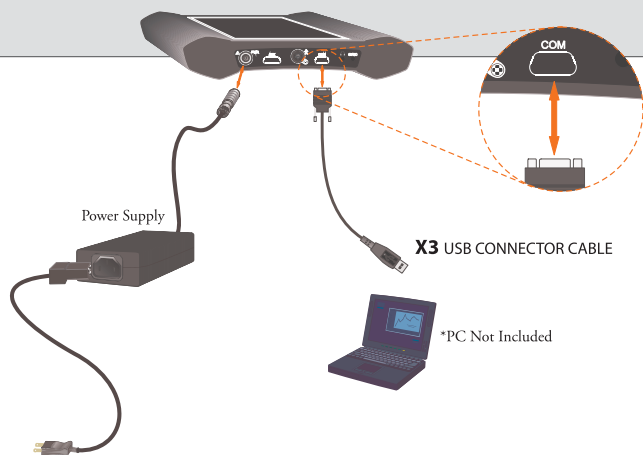 COM
Power Supply
X3 USB CONNECTOR CABLE
*PC Not Included